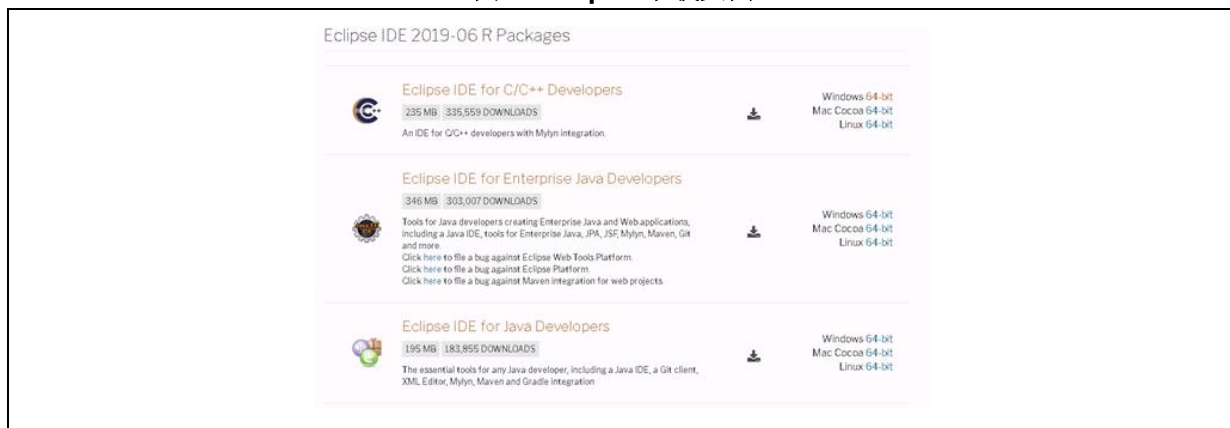 Eclipse IDE 2019-06 R Packages
Eclipse IDE for C/C++ Developers
235 MB 335,559 DOWNLOADS
An IDE for C/C++ developers with Mylyn integration.
Windows 64-bit
Mac Cocoa 64-bit
Linux 64-bit
Eclipse IDE for Enterprise Java Developers
346 MB 303,007 DOWNLOADS
Tools for Java developers creating Enterprise Java and Web applications,
including a Java IDE, tools for Enterprise Java, JPA, JSF, Mylyn, Maven, Git
and more.
Click here to file a bug against Eclipse Web Tools Platform.
Click here to file a bug against Eclipse Platform.
Click here to file a bug against Maven integration for web projects.
Windows 64-bit
Mac Cocoa 64-bit
Linux 64-bit
Eclipse IDE for Java Developers
195 MB 183,855 DOWNLOADS
The essential tools for any Java developer, including a Java IDE, a Git client,
XML Editor, Mylyn, Maven and Gradle integration
Windows 64-bit
Mac Cocoa 64-bit
Linux 64-bit